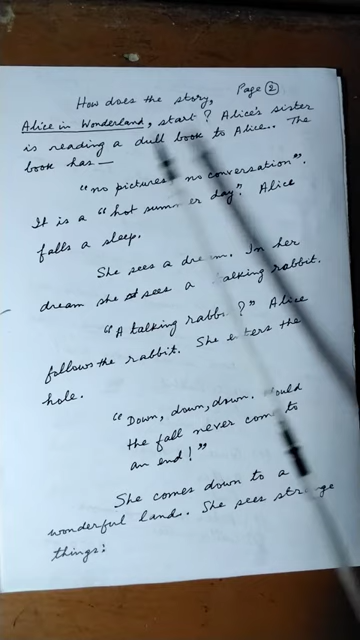 How does the story, Page 2
Alice in Wonderland, start? Alice's sister
is reading a dull book to Alice.. The
book has —
"no pictures, no conversation".
It is a "hot summer day". Alice
falls a sleep.
She sees a dream. In her
dream she sees a talking rabbit.
"A talking rabbit?" Alice
follows the rabbit. She enters the
hole.
"Down, down, down. Would
the fall never come to
an end!"
She comes down to a
wonderful land. She sees strange
things: